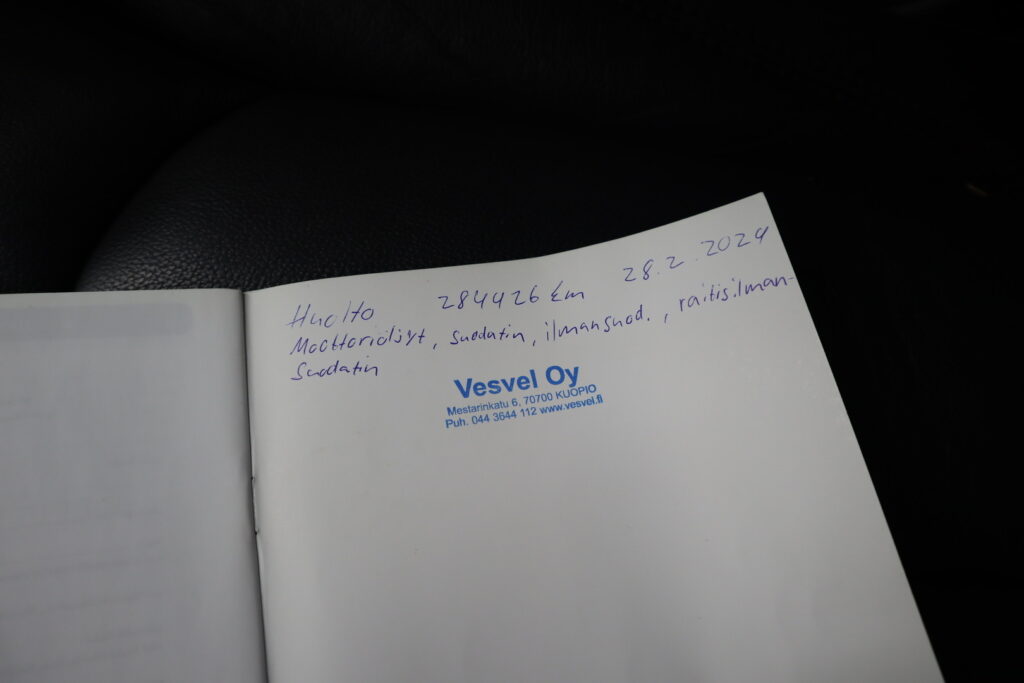 Huolto 284426 km 28.2.2024
Moottoriöljyt, suodatin, ilmansuod., raitisilman-
suodatin
Vesvel Oy
Mestarinkatu 6, 70700 KUOPIO
Puh. 044 3644 112 www.vesvel.fi